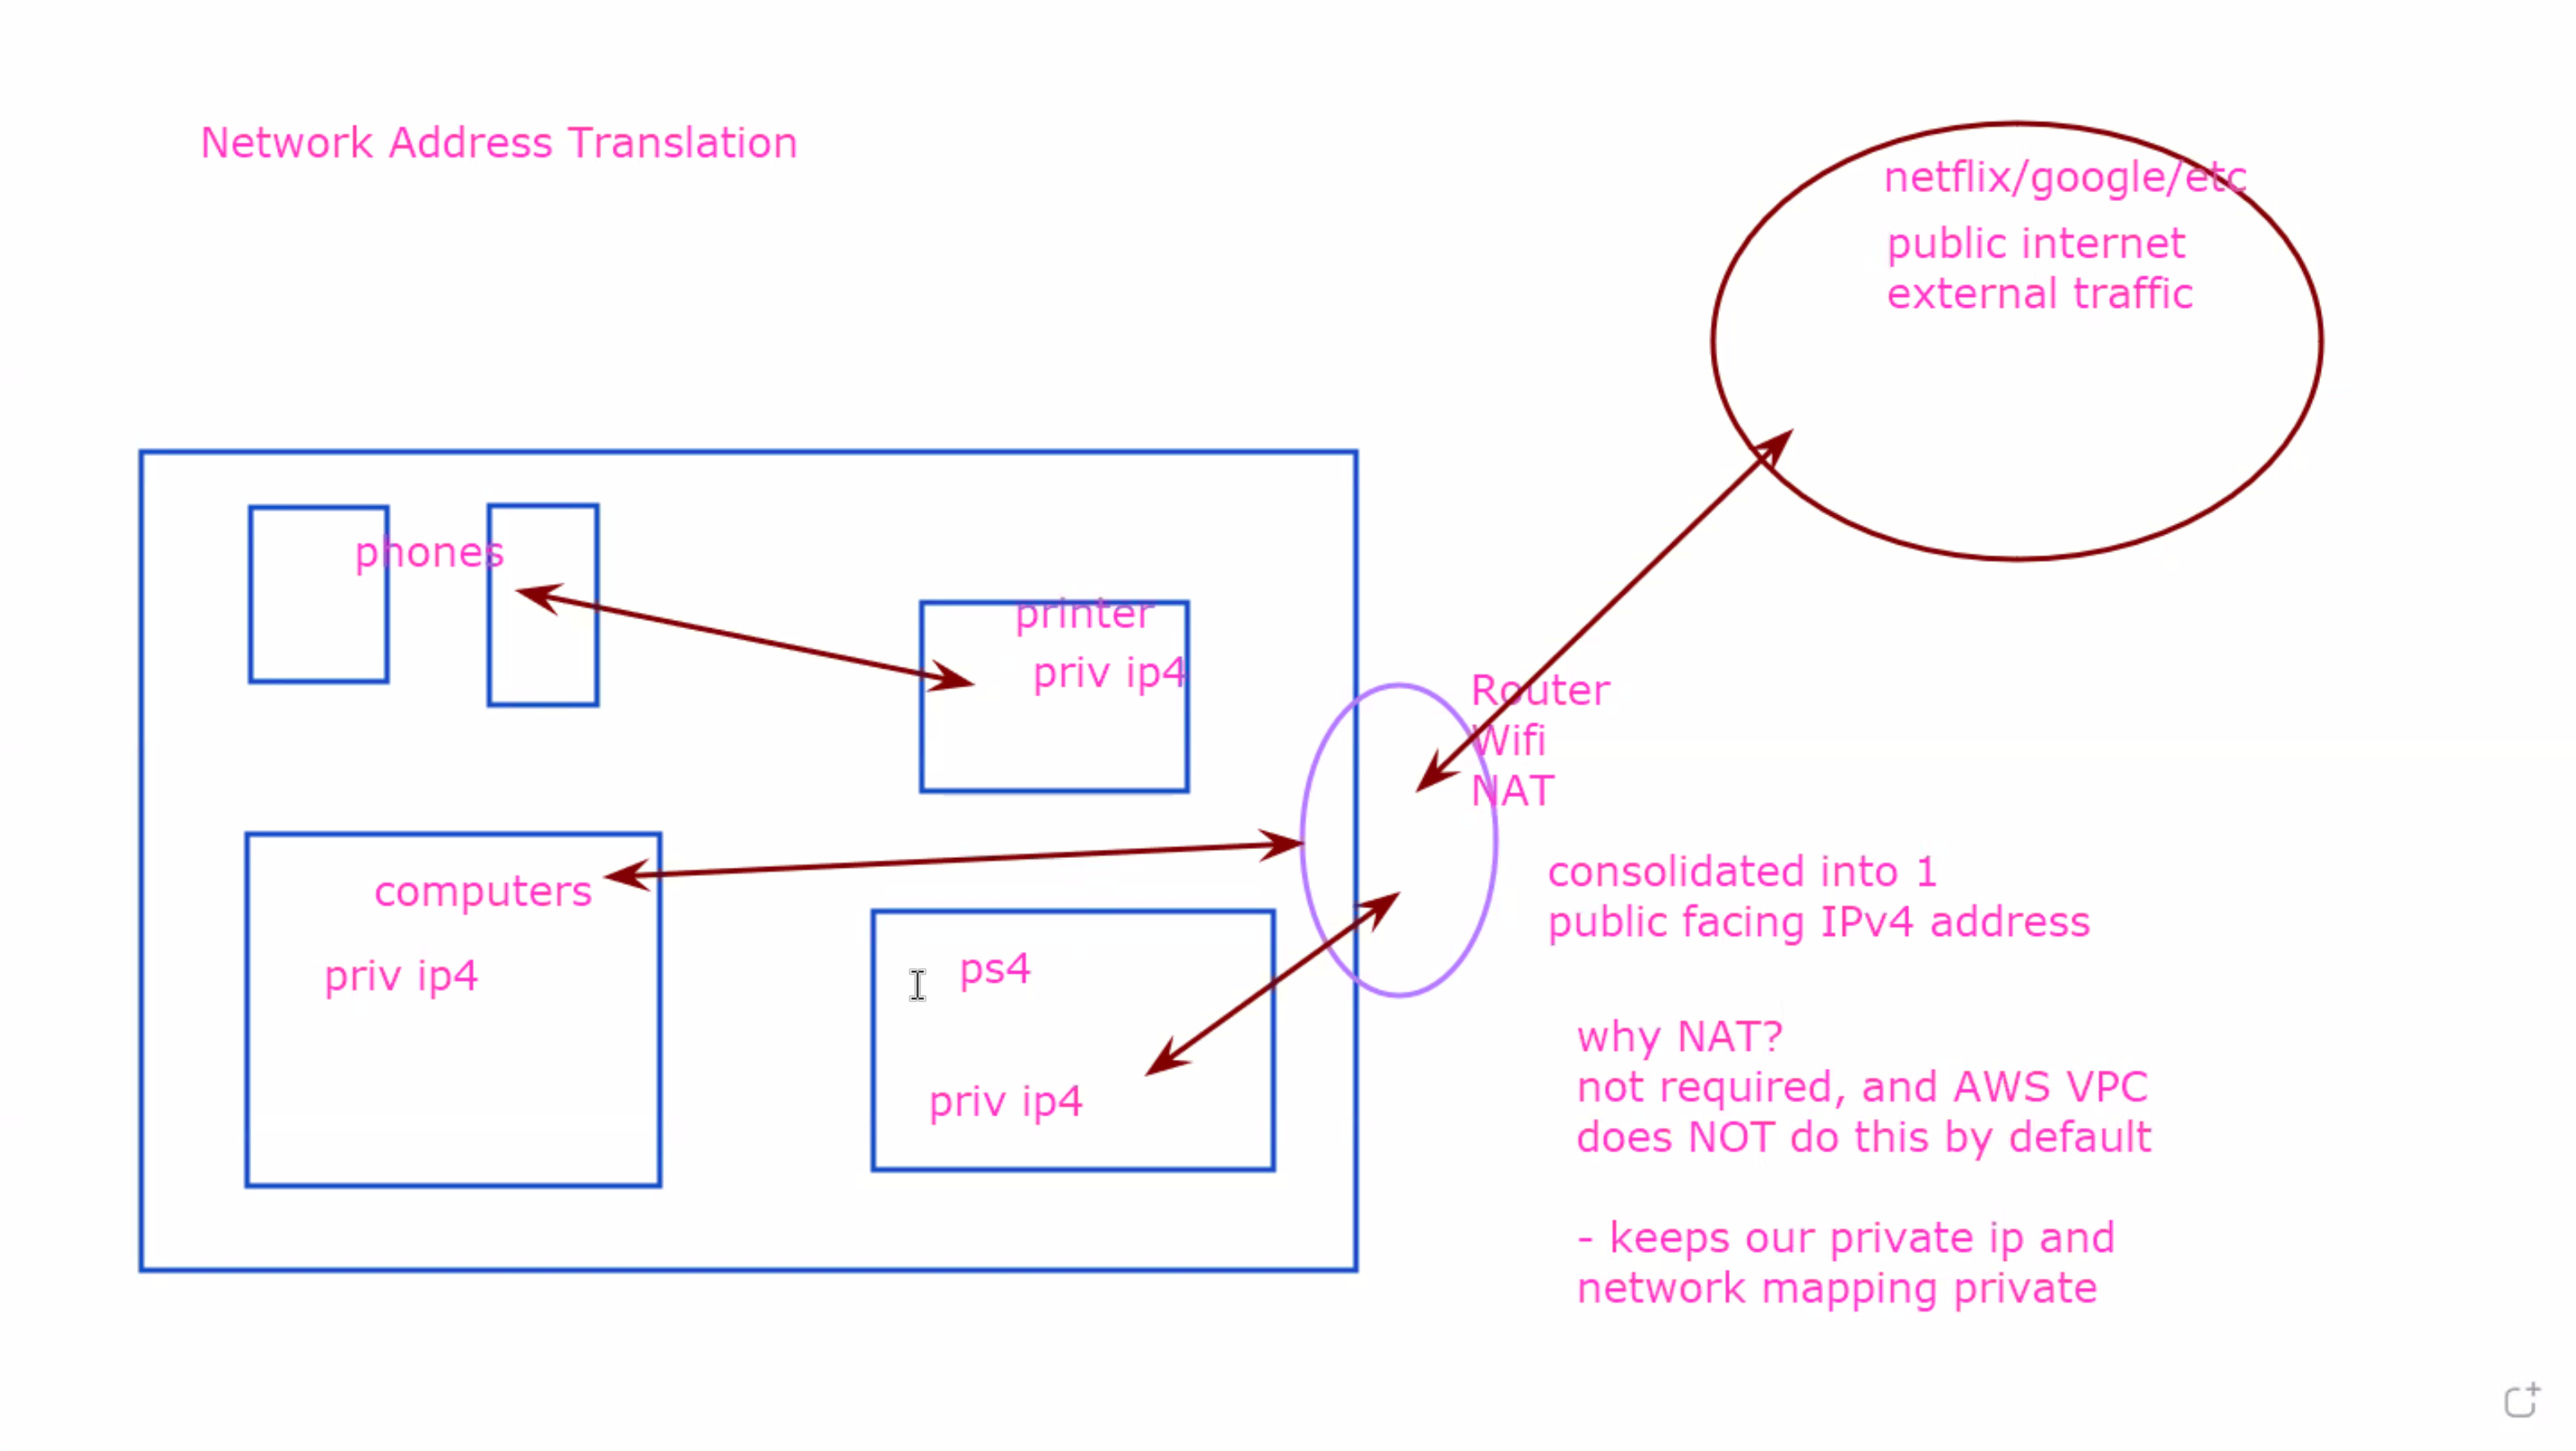 Network Address Translation
netflix/google/etc
public internet
external traffic
phones
printer
priv ip4
Router
Wifi
NAT
computers
priv ip4
ps4
priv ip4
consolidated into 1
public facing IPv4 address
why NAT?
not required, and AWS VPC
does NOT do this by default
- keeps our private ip and
network mapping private